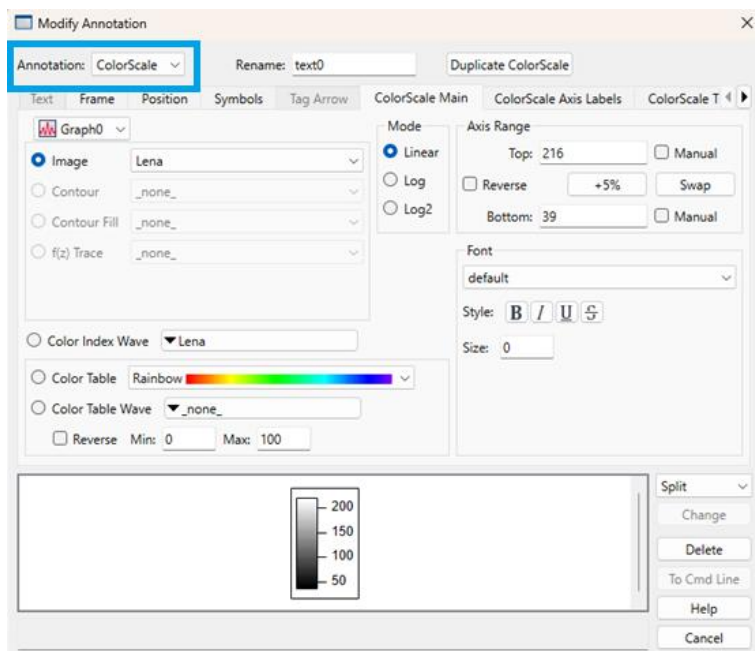 Modify Annotation
Annotation: ColorScale Rename: text0 Duplicate ColorScale
Text Frame Position Symbols Tag Arrow ColorScale Main ColorScale Axis Labels ColorScale T
Graph0
Mode
Axis Range
Image Lena
Linear
Top: 216 Manual
Contour _none_
Log
Reverse +5% Swap
Contour Fill _none_
Log2
Bottom: 39 Manual
f(z) Trace _none_
Font
default
Style: B I U S
Color Index Wave Lena
Size: 0
Color Table Rainbow
Color Table Wave _none_
Reverse Min: 0 Max: 100
200
150
100
50
Split
Change
Delete
To Cmd Line
Help
Cancel